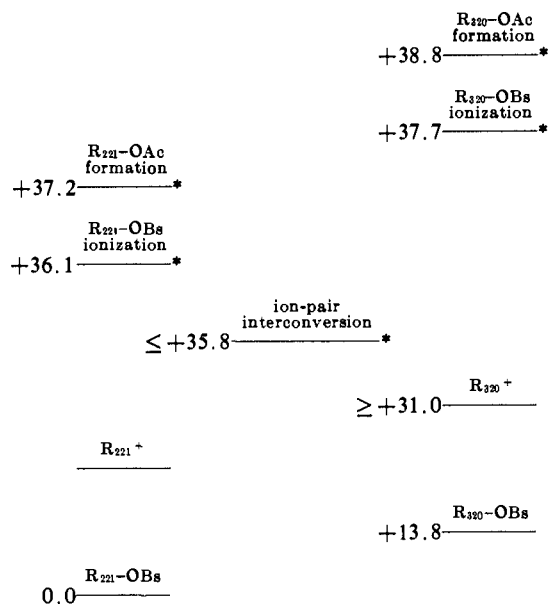 R₃₂₀–OAc
formation
+38.8 *
R₃₂₀–OBs
ionization
+37.7 *
R₂₂₁–OAc
formation
+37.2 *
R₂₂₁–OBs
ionization
+36.1 *
ion-pair
interconversion
≤ +35.8 *
R₃₂₀⁺
≥ +31.0
R₂₂₁⁺
R₃₂₀–OBs
+13.8
R₂₂₁–OBs
0.0